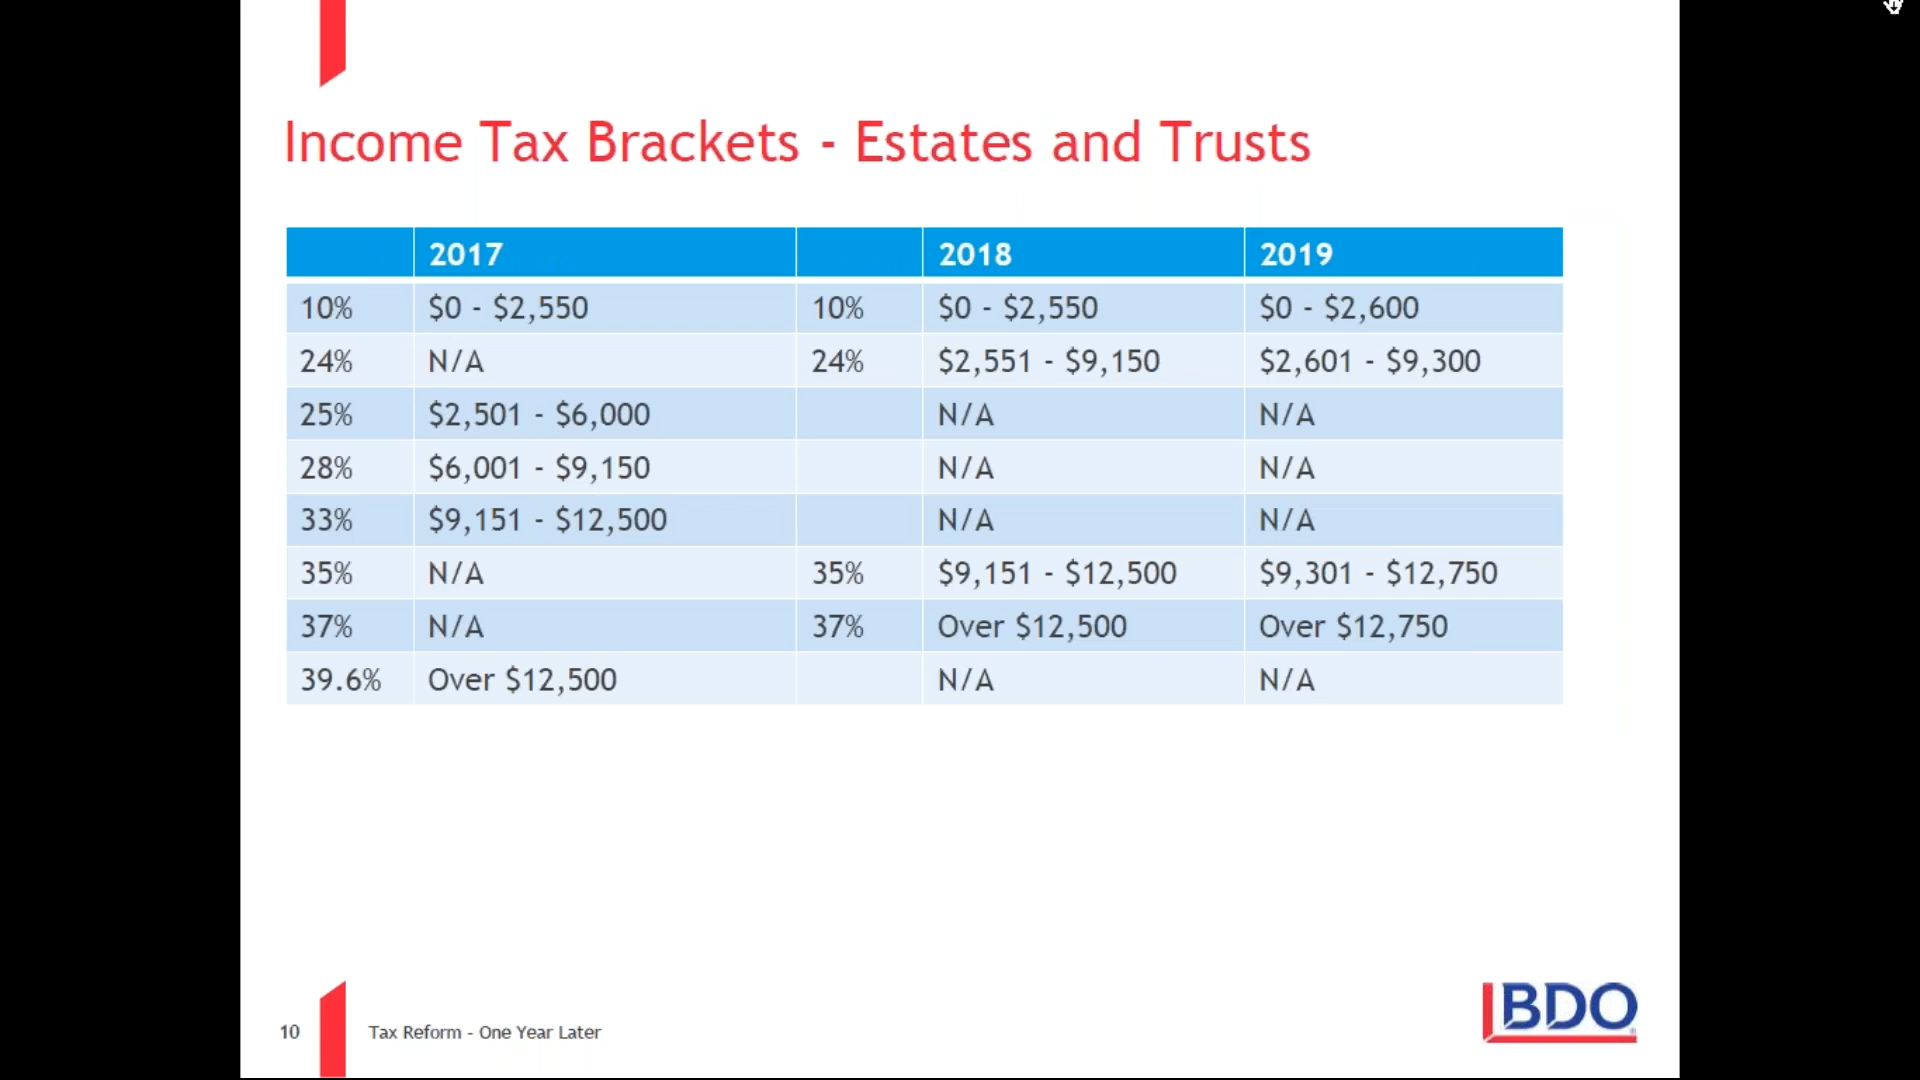 Income Tax Brackets - Estates and Trusts
2017 2018 2019
10% $0 - $2,550 10% $0 - $2,550 $0 - $2,600
24% N/A 24% $2,551 - $9,150 $2,601 - $9,300
25% $2,501 - $6,000 N/A N/A
28% $6,001 - $9,150 N/A N/A
33% $9,151 - $12,500 N/A N/A
35% N/A 35% $9,151 - $12,500 $9,301 - $12,750
37% N/A 37% Over $12,500 Over $12,750
39.6% Over $12,500 N/A N/A
10 Tax Reform - One Year Later
BDO